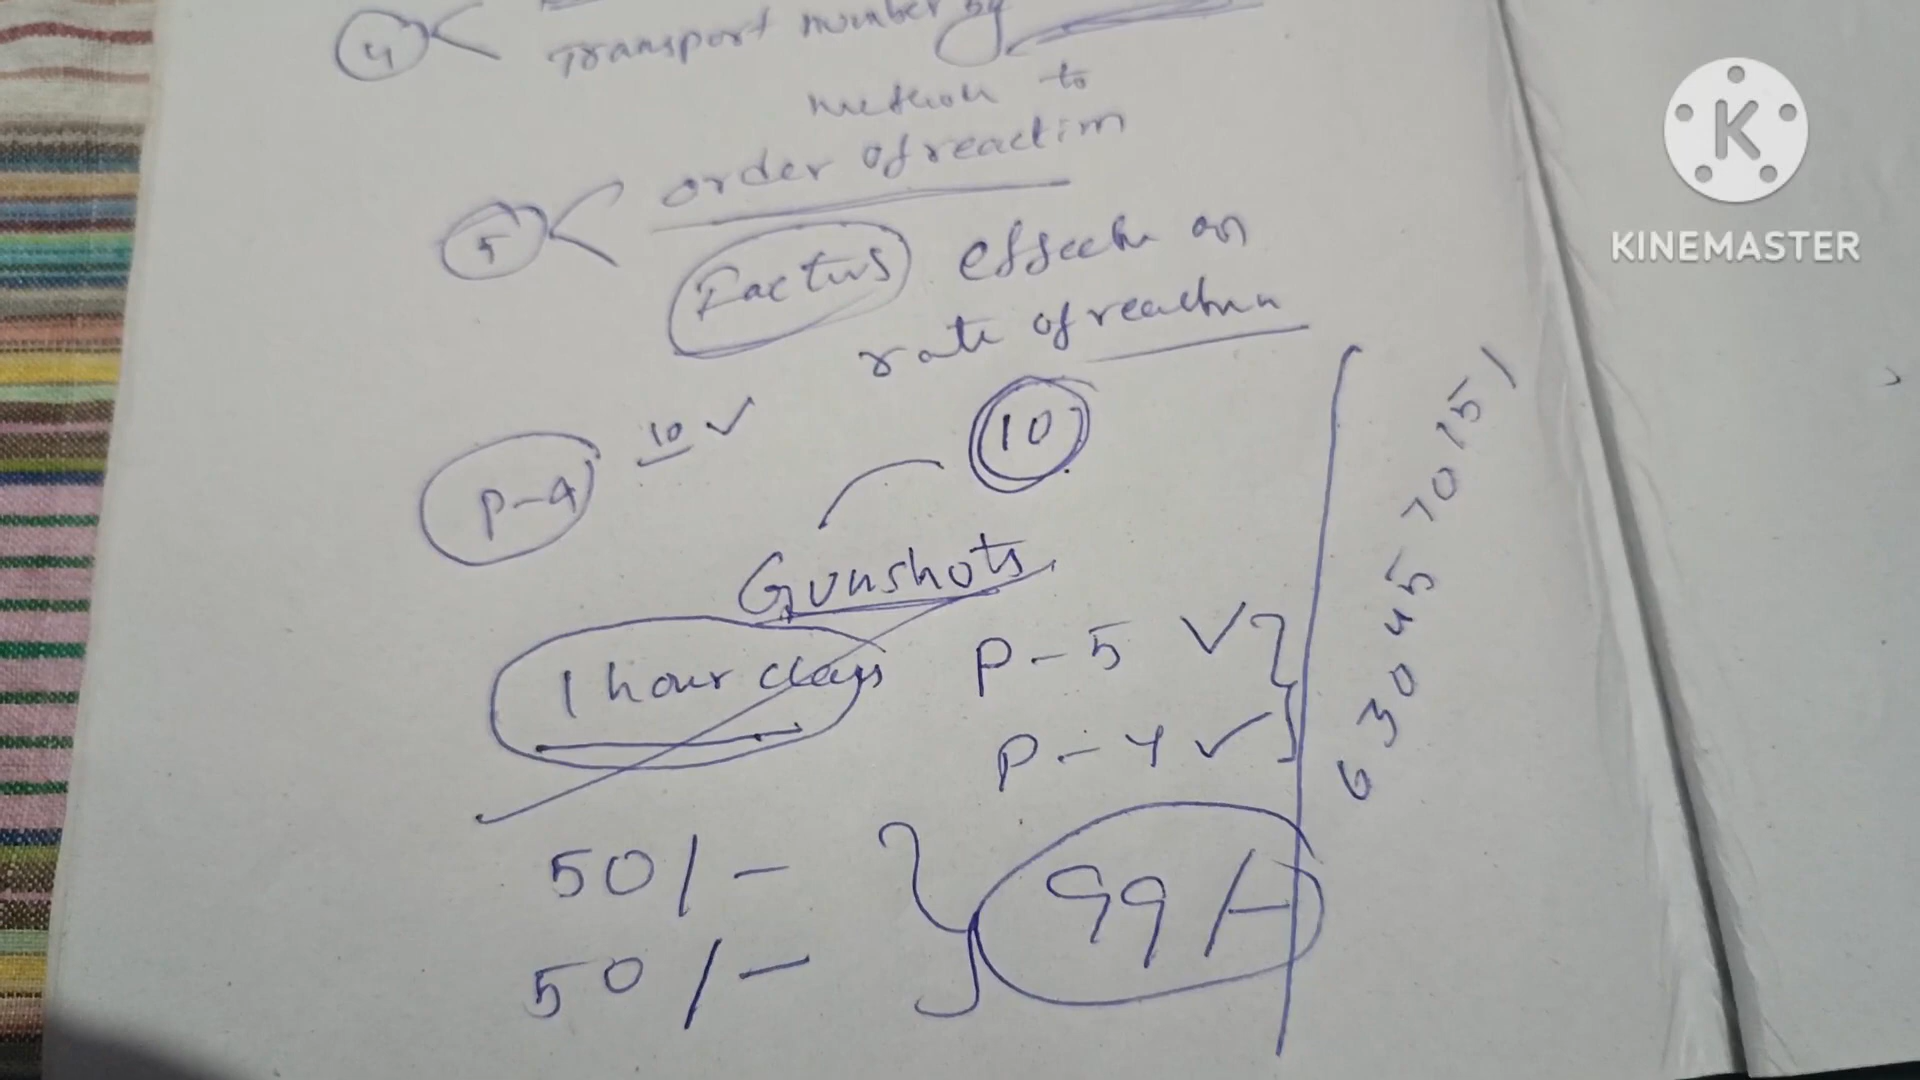 4 Transport number by
method to
order of reaction
5
Factors effects on
rate of reaction
P-4 10 ✓
10
Gunshots
1 hour class P-5 ✓
P-4 ✓
50/-
99/-
50/-
6304570151
K
KINEMASTER